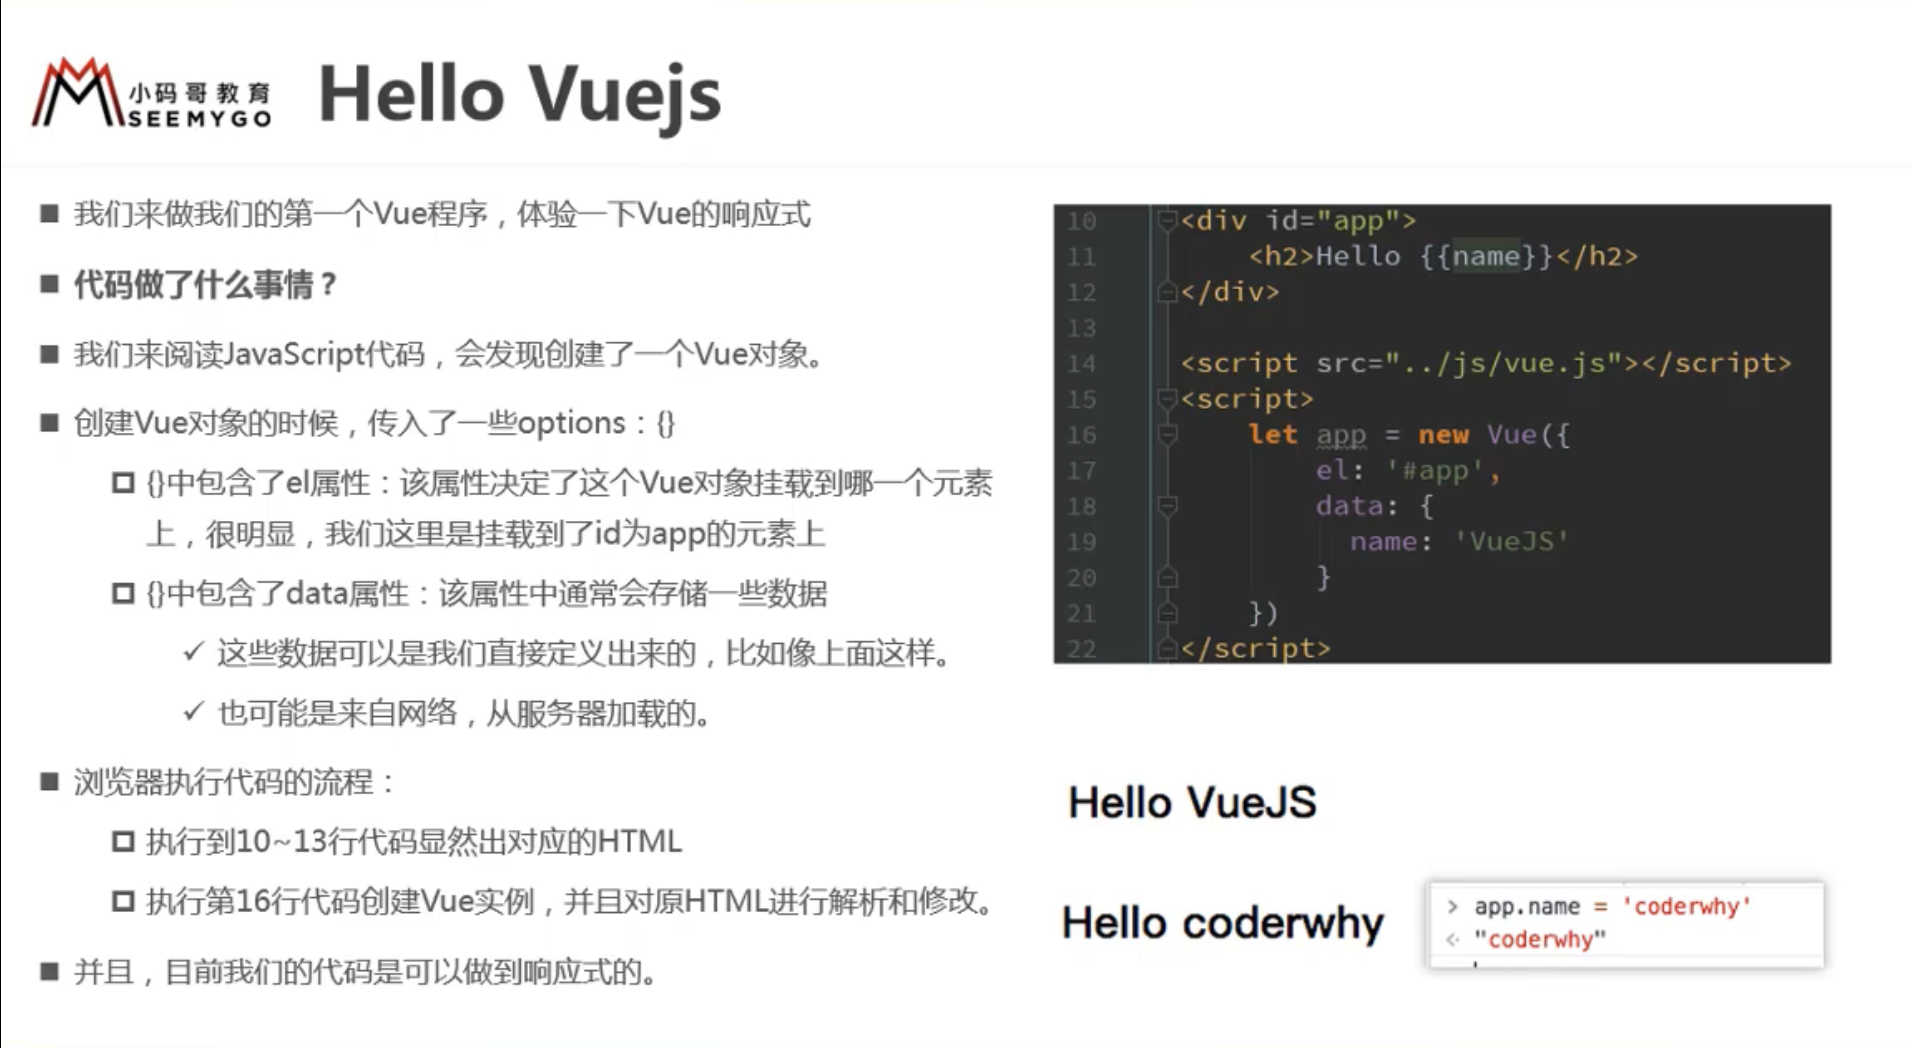 小码哥教育
SEEMYGO
Hello Vuejs
■ 我们来做我们的第一个Vue程序，体验一下Vue的响应式
■ 代码做了什么事情？
■ 我们来阅读JavaScript代码，会发现创建了一个Vue对象。
■ 创建Vue对象的时候，传入了一些options：{}
{}中包含了el属性：该属性决定了这个Vue对象挂载到哪一个元素
上，很明显，我们这里是挂载到了id为app的元素上
{}中包含了data属性：该属性中通常会存储一些数据
✓ 这些数据可以是我们直接定义出来的，比如像上面这样。
✓ 也可能是来自网络，从服务器加载的。
■ 浏览器执行代码的流程：
执行到10~13行代码显然出对应的HTML
执行第16行代码创建Vue实例，并且对原HTML进行解析和修改。
■ 并且，目前我们的代码是可以做到响应式的。
10 <div id="app">
11 <h2>Hello {{name}}</h2>
12 </div>
13
14 <script src="../js/vue.js"></script>
15 <script>
16 let app = new Vue({
17 el: '#app',
18 data: {
19 name: 'VueJS'
20 }
21 })
22 </script>
Hello VueJS
Hello coderwhy
> app.name = 'coderwhy'
<· "coderwhy"